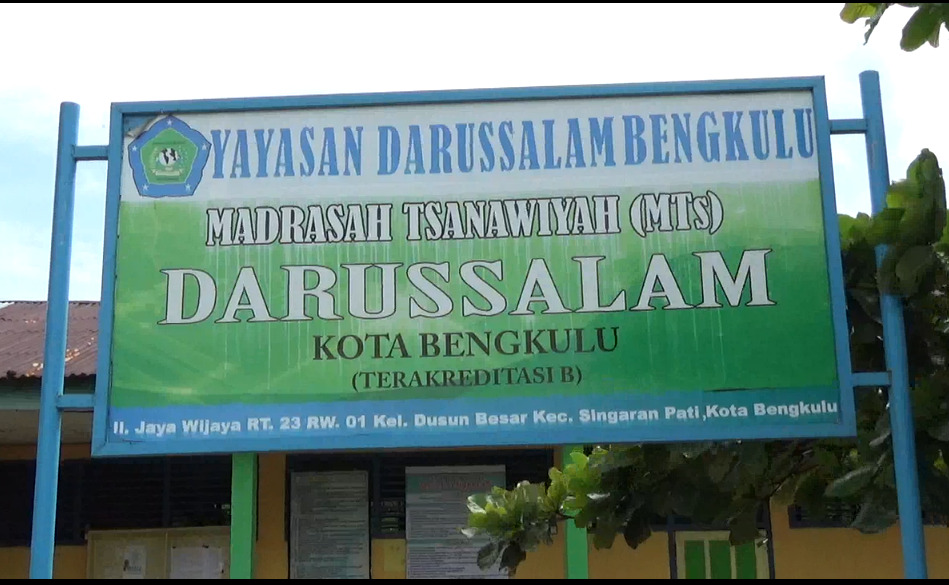 YAYASAN DARUSSALAM BENGKULU
MADRASAH TSANAWIYAH (MTs)
DARUSSALAM
KOTA BENGKULU
(TERAKREDITASI B)
Jl. Jaya Wijaya RT. 23 RW. 01 Kel. Dusun Besar Kec. Singaran Pati,Kota Bengkulu